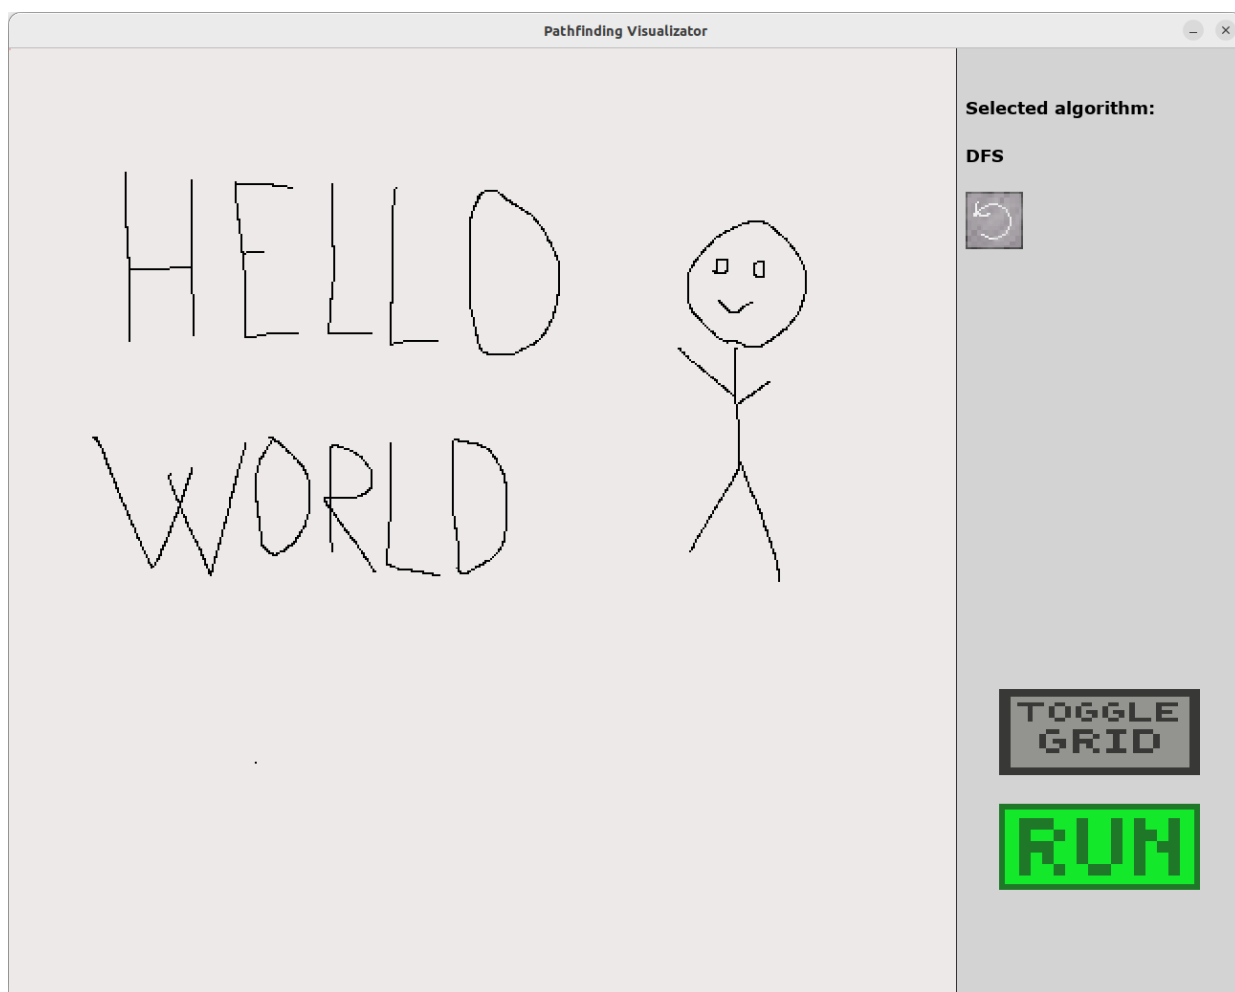 Pathfinding Visualizator
Selected algorithm:
DFS
HELLO
WORLD
TOGGLE
GRID
RUN